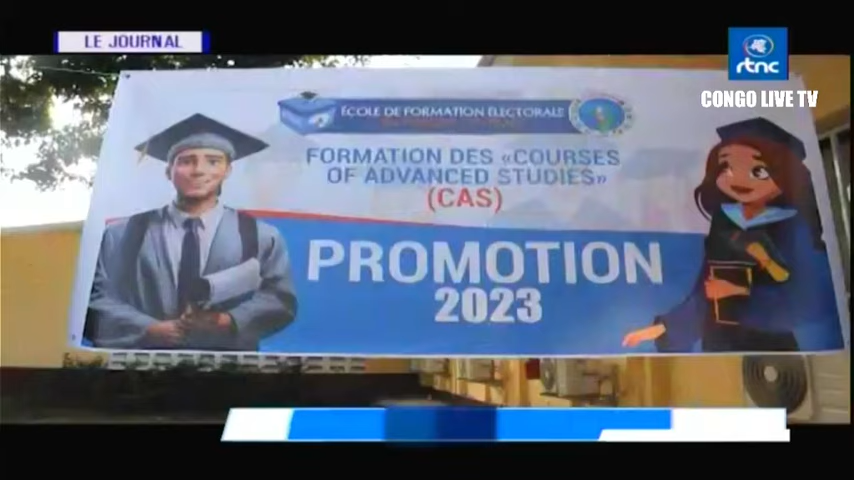 LE JOURNAL
rtnc
CONGO LIVE TV
ÉCOLE DE FORMATION ÉLECTORALE
FORMATION DES «COURSES
OF ADVANCED STUDIES»
(CAS)
PROMOTION
2023